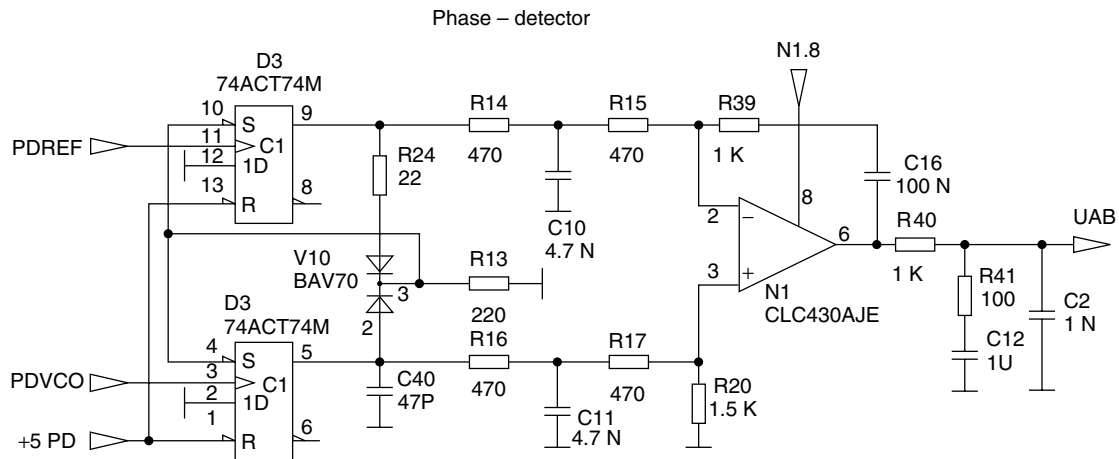 Phase – detector
D3
74ACT74M
10
S
9
11
C1
12
1D
13
R
8
PDREF
R14
470
R15
470
R39
1 K
N1.8
R24
22
C10
4.7 N
C16
100 N
8
2
−
3
+
6
N1
CLC430AJE
R40
1 K
UAB
V10
BAV70
3
2
R13
220
R41
100
C12
1U
C2
1 N
D3
74ACT74M
4
S
5
3
C1
2
1D
1
R
6
PDVCO
+5 PD
C40
47P
R16
470
C11
4.7 N
R17
470
R20
1.5 K